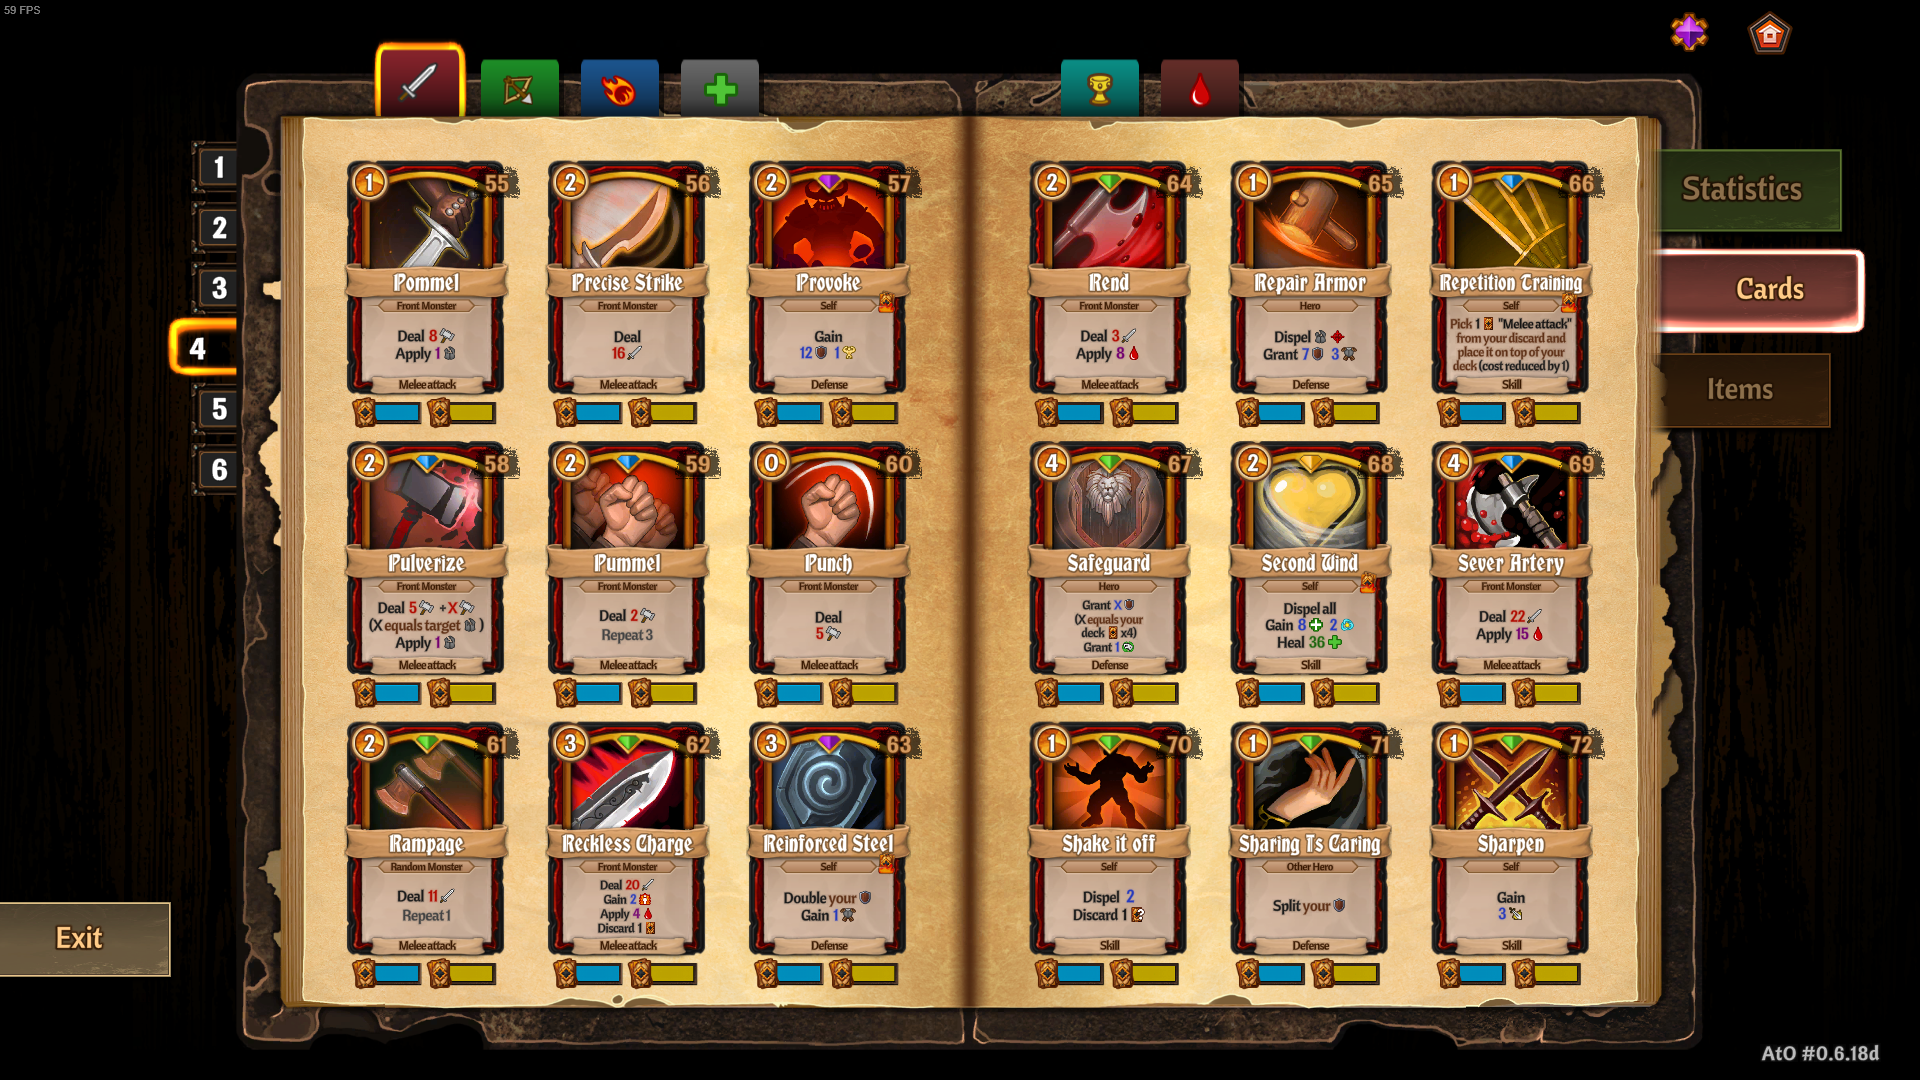 59 FPS
1
2
3
4
5
6
Statistics
Cards
Items
Exit
1
55
Pommel
Front Monster
Deal 8
Apply 1
Melee attack
2
56
Precise Strike
Front Monster
Deal
16
Melee attack
2
57
Provoke
Self
Gain
12 1
Defense
2
64
Rend
Front Monster
Deal 3
Apply 8
Melee attack
1
65
Repair Armor
Hero
Dispel
Grant 7 3
Defense
1
66
Repetition Training
Self
Pick 1 "Melee attack"
from your discard and
place it on top of your
deck (cost reduced by 1)
Skill
2
58
Pulverize
Front Monster
Deal 5 +X
(X equals target )
Apply 1
Melee attack
2
59
Pummel
Front Monster
Deal 2
Repeat 3
Melee attack
0
60
Punch
Front Monster
Deal
5
Melee attack
4
67
Safeguard
Hero
Grant X
(X equals your
deck x4)
Grant 1
Defense
2
68
Second Wind
Self
Dispel all
Gain 8 2
Heal 36
Skill
4
69
Sever Artery
Front Monster
Deal 22
Apply 15
Melee attack
2
61
Rampage
Random Monster
Deal 11
Repeat 1
Melee attack
3
62
Reckless Charge
Front Monster
Deal 20
Gain 2
Apply 4
Discard 1
Melee attack
3
63
Reinforced Steel
Self
Double your
Gain 1
Defense
1
70
Shake it off
Self
Dispel 2
Discard 1
Skill
1
71
Sharing Is Caring
Other Hero
Split your
Defense
1
72
Sharpen
Self
Gain
3
Skill
AtO #0.6.18d